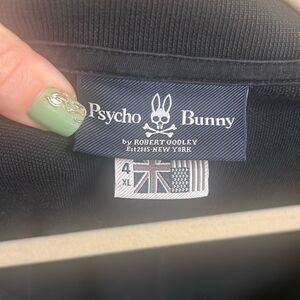 Psycho Bunny
by ROBERT GODLEY
Est 2005·NEW YORK
4
XL